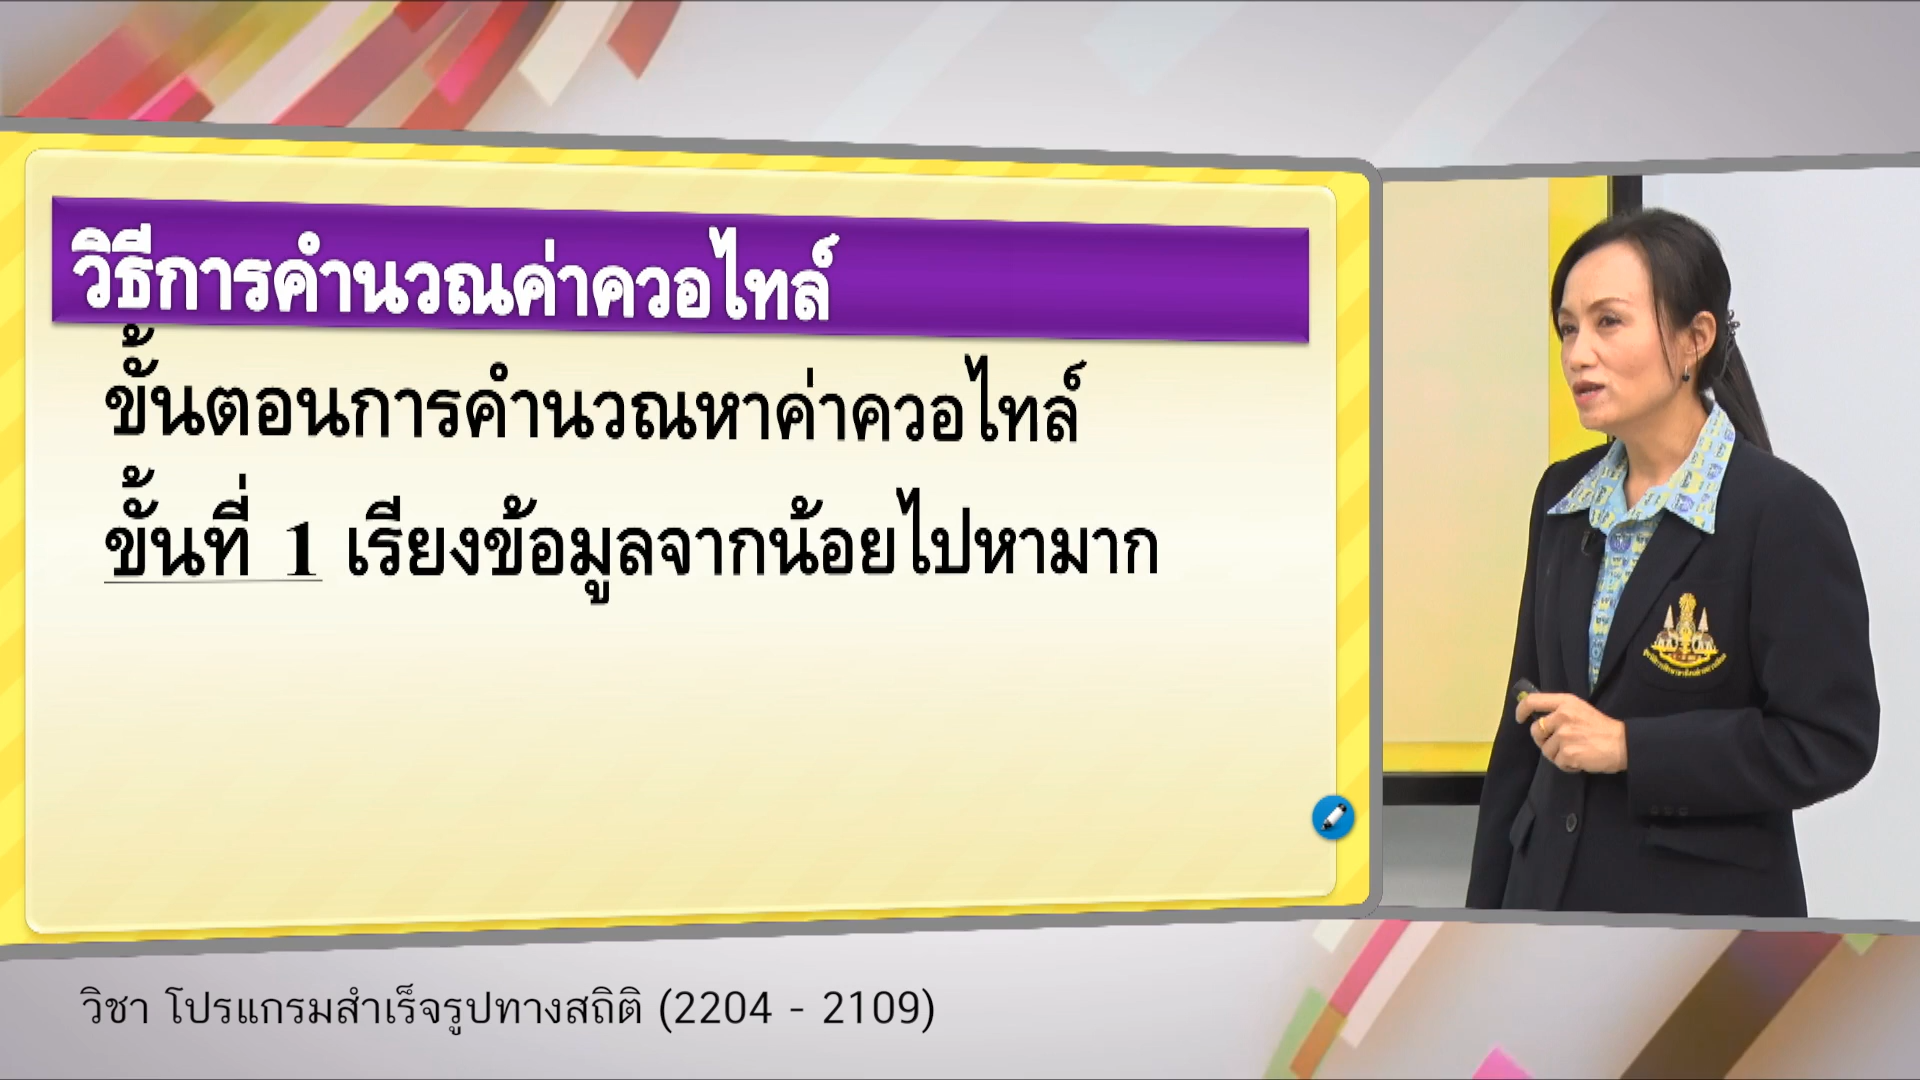 วิธีการคำนวณค่าควอไทล์
ขั้นตอนการคำนวณหาค่าควอไทล์
ขั้นที่ 1 เรียงข้อมูลจากน้อยไปหามาก
วิชา โปรแกรมสำเร็จรูปทางสถิติ (2204 - 2109)